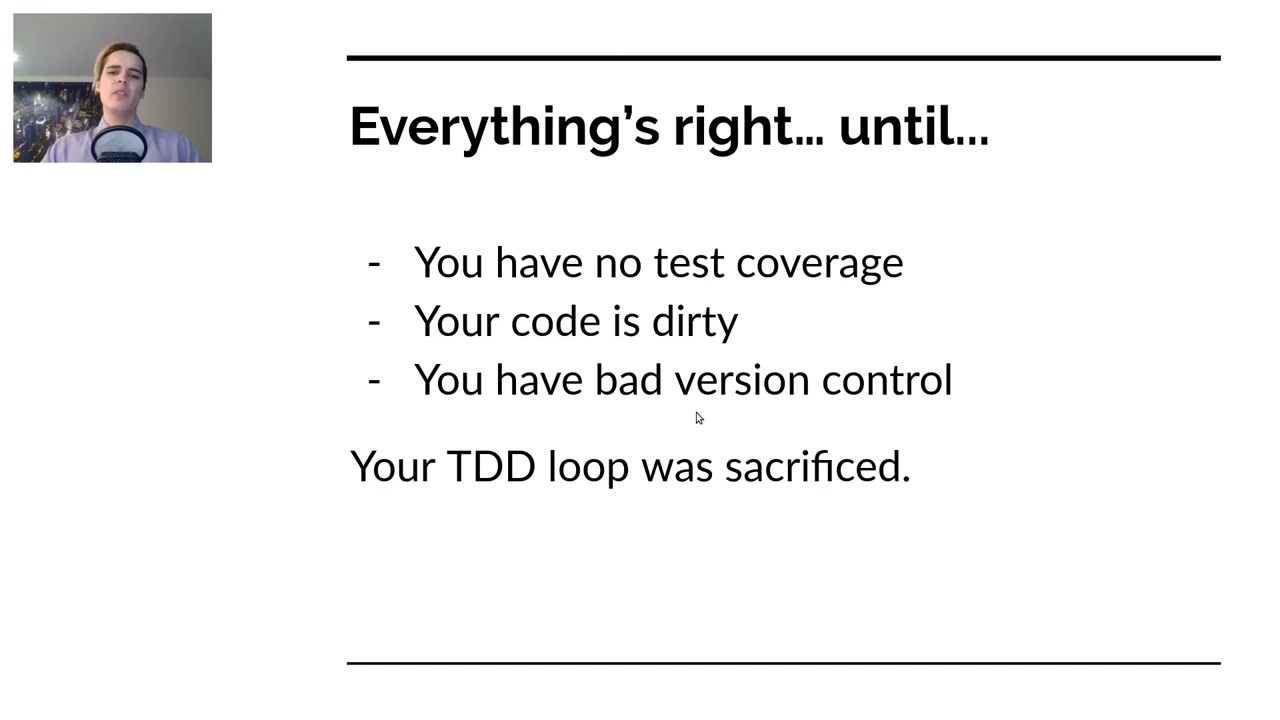 Everything’s right… until...
- You have no test coverage
- Your code is dirty
- You have bad version control
Your TDD loop was sacrificed.